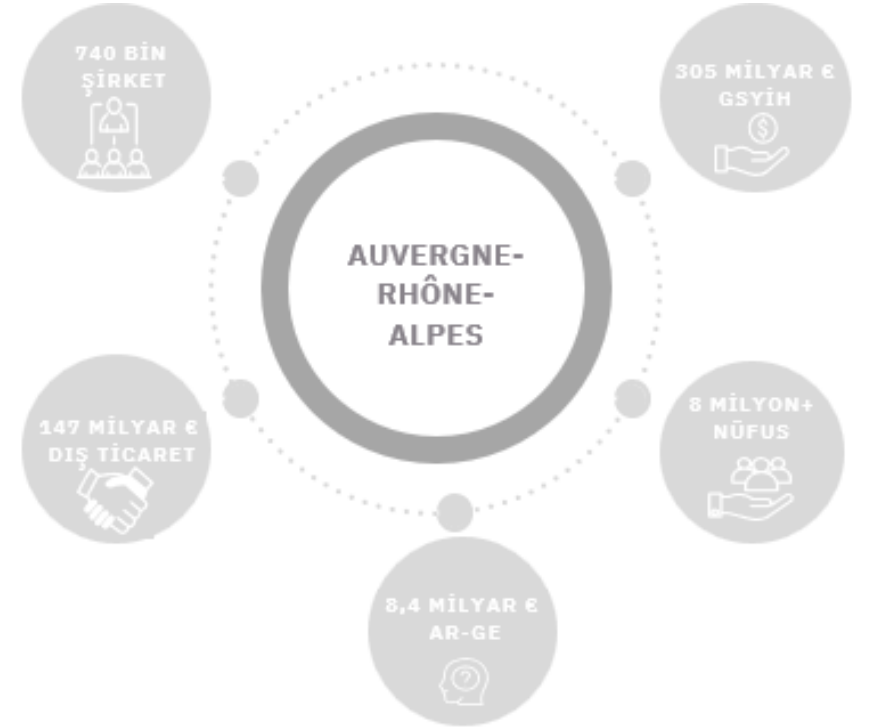 740 BİN
ŞİRKET
305 MİLYAR €
GSYİH
AUVERGNE-
RHÔNE-
ALPES
147 MİLYAR €
DIŞ TİCARET
8 MİLYON+
NÜFUS
8,4 MİLYAR €
AR-GE